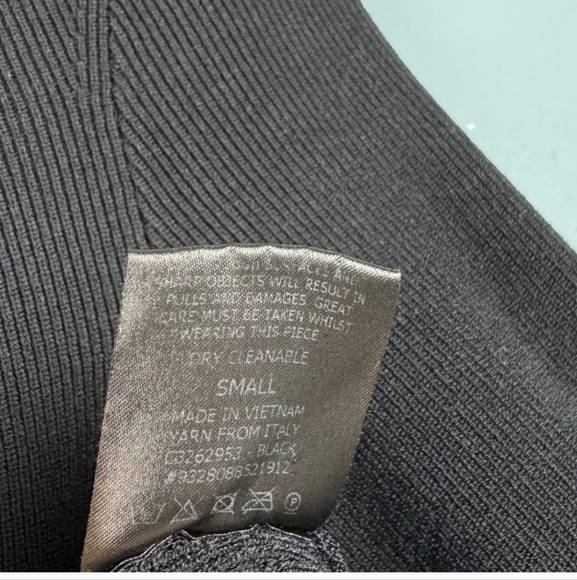 SHARP OBJECTS WILL RESULT IN
PULLS AND DAMAGES. GREAT
CARE MUST BE TAKEN WHILST
WEARING THIS PIECE
DRY CLEANABLE
SMALL
MADE IN VIETNAM
YARN FROM ITALY
C3262953 - BLACK
#9328088521912
P